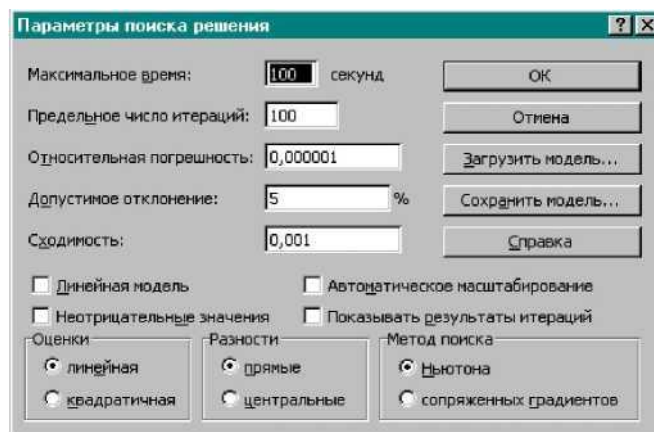 Параметры поиска решения
Максимальное время: 100 секунд
ОК
Предельное число итераций: 100
Отмена
Относительная погрешность: 0,000001
Загрузить модель...
Допустимое отклонение: 5 %
Сохранить модель...
Сходимость: 0,001
Справка
Линейная модель
Автоматическое масштабирование
Неотрицательные значения
Показывать результаты итераций
Оценки
Разности
Метод поиска
линейная
прямые
Ньютона
квадратичная
центральные
сопряженных градиентов